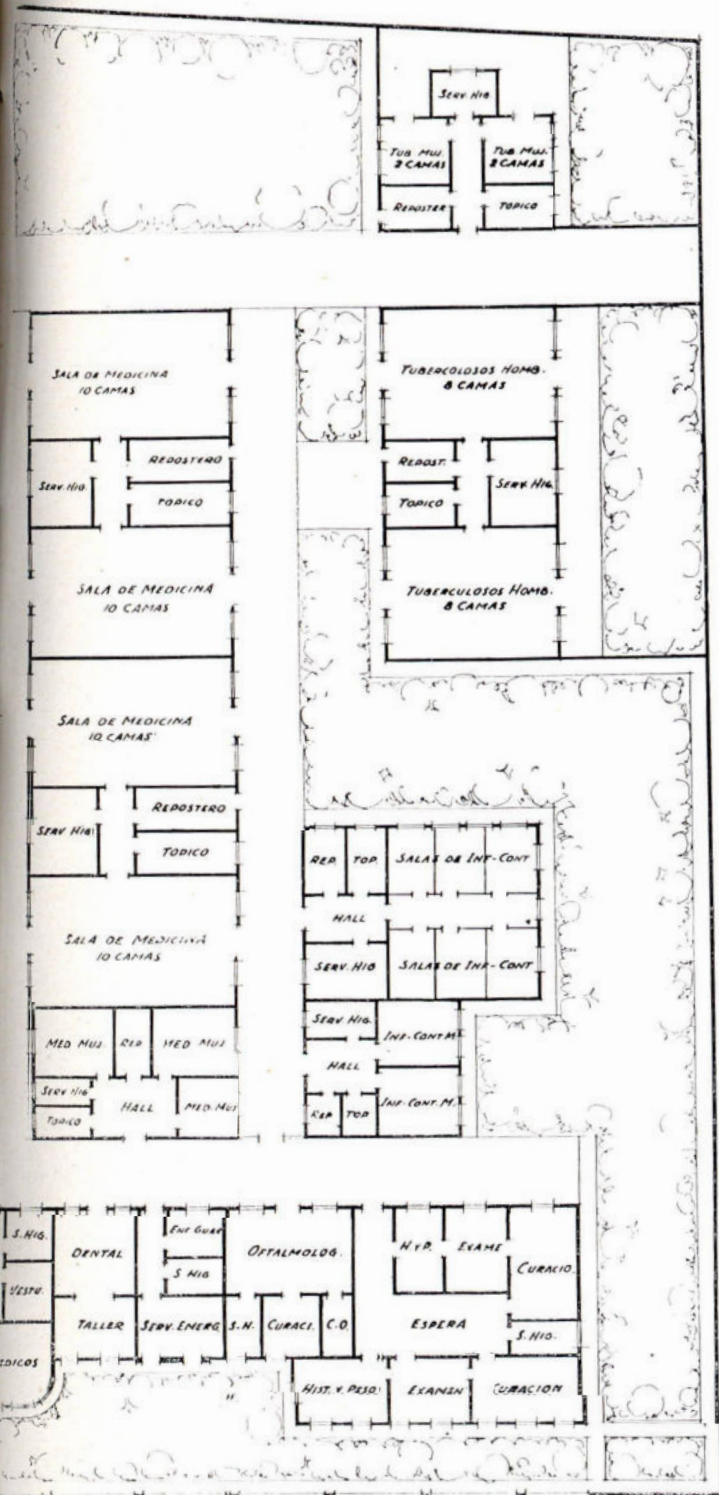 SERV. HIG
TUB. MUJ.
2 CAMAS
TUB. MUJ.
2 CAMAS
REPOSTER
TOPICO
SALA DE MEDICINA
10 CAMAS
TUBERCOLOSOS HOMB.
8 CAMAS
SERV. HIG
REPOSTERO
TOPICO
REPOST.
TOPICO
SERV. HIG.
SALA DE MEDICINA
10 CAMAS
TUBERCULOSOS HOMB.
8 CAMAS
SALA DE MEDICINA
10 CAMAS
SERV HIG
REPOSTERO
TOPICO
REP.
TOP.
SALAS DE INF-CONT
HALL
SERV. HIG
SALAS DE INF-CONT
SALA DE MEDICINA
10 CAMAS
MED MUJ.
REP
MED MUJ
SERV HIG
TOPICO
HALL
MED. MUJ
SERV HIG.
INF-CONT M
HALL
REP
TOP
INF-CONT. M.
S. HIG.
VESTU.
EDICOS
DENTAL
TALLER
ENF GUAR
S HIG
SERV. EMERG
OFTALMOLOG.
S. H.
CURACI.
C.O.
H Y P.
EXAME
CURACIO.
ESPERA
S. HIG.
HIST. Y. PESQ.
EXAMEN
CURACION